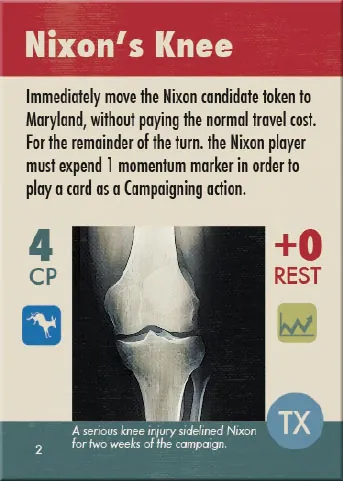 Nixon's Knee
Immediately move the Nixon candidate token to
Maryland, without paying the normal travel cost.
For the remainder of the turn. the Nixon player
must expend 1 momentum marker in order to
play a card as a Campaigning action.
4
CP
+0
REST
TX
A serious knee injury sidelined Nixon
for two weeks of the campaign.
2